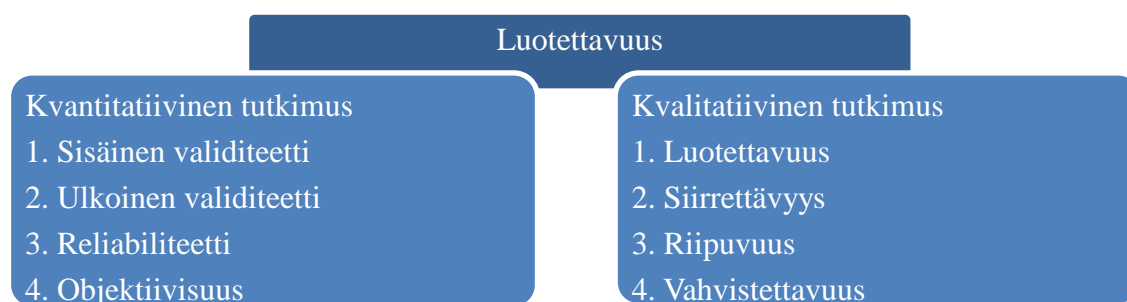 Luotettavuus
Kvantitatiivinen tutkimus
1. Sisäinen validiteetti
2. Ulkoinen validiteetti
3. Reliabiliteetti
4. Objektiivisuus
Kvalitatiivinen tutkimus
1. Luotettavuus
2. Siirrettävyys
3. Riipuvuus
4. Vahvistettavuus